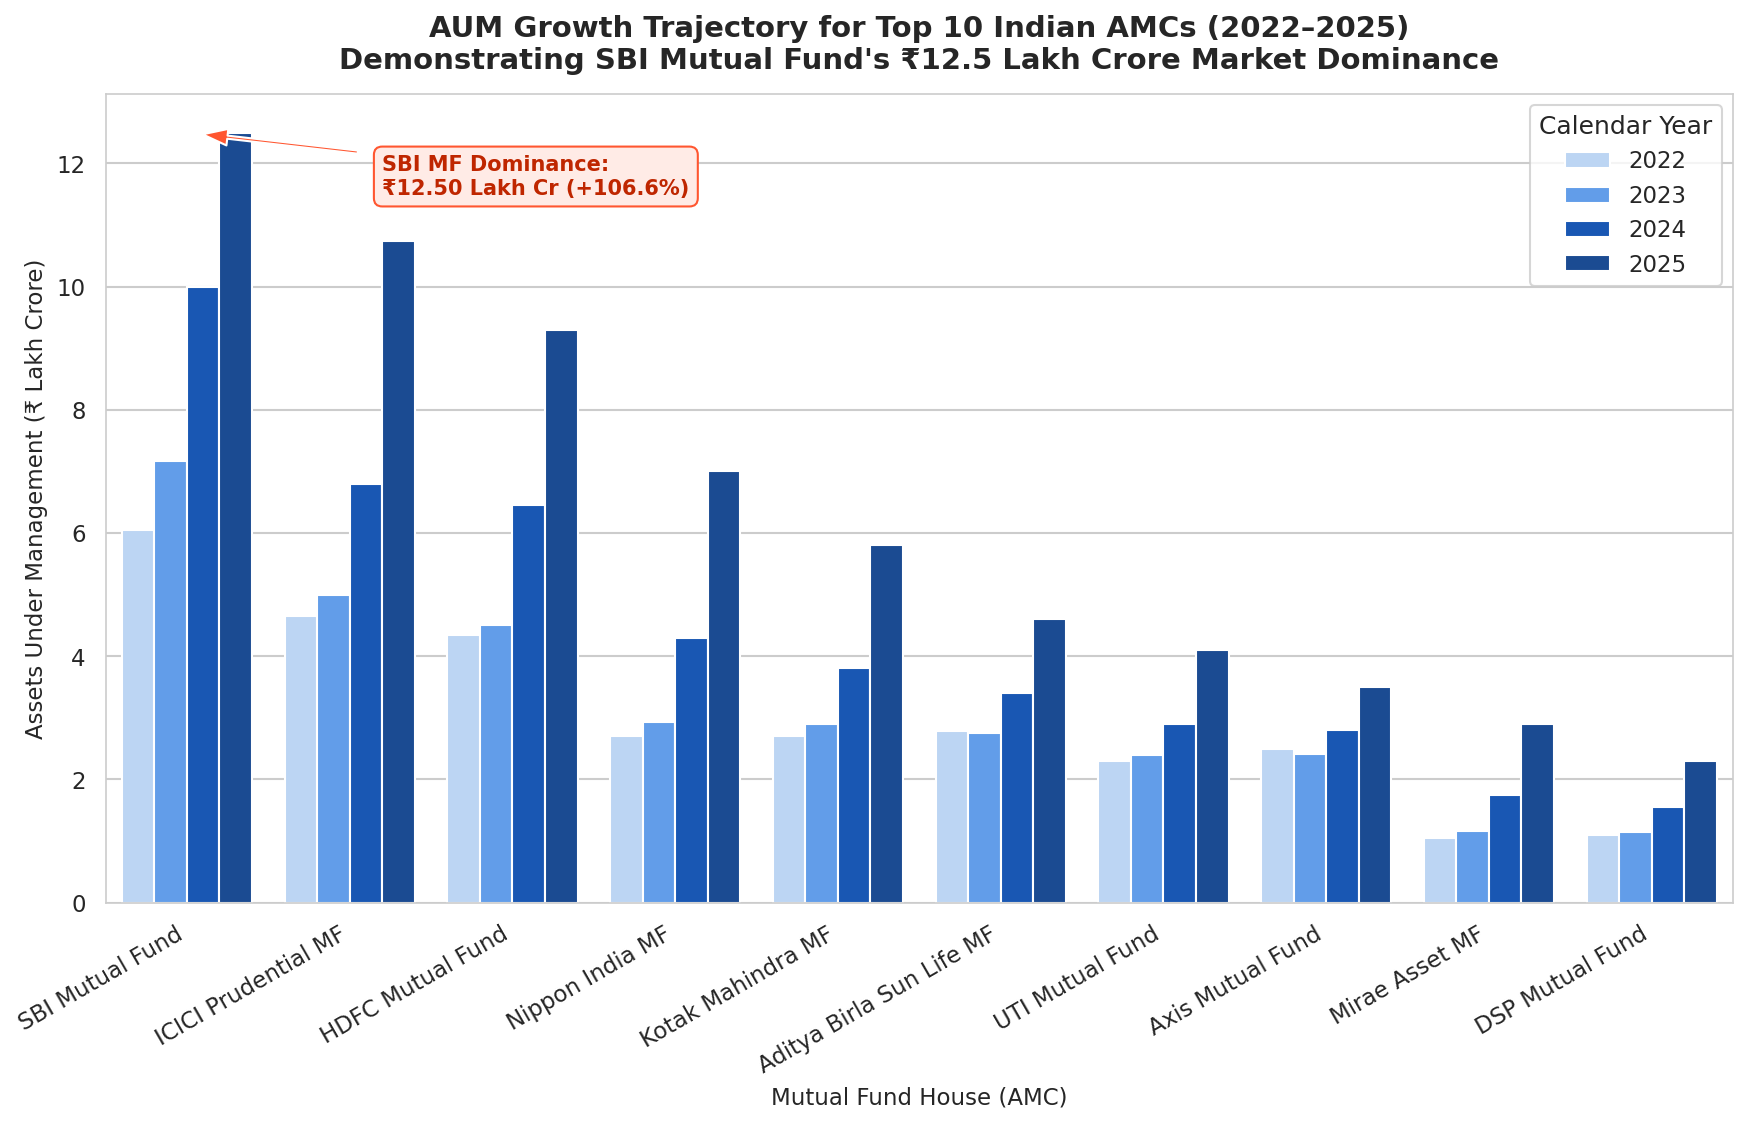 AUM Growth Trajectory for Top 10 Indian AMCs (2022–2025)
Demonstrating SBI Mutual Fund's ₹12.5 Lakh Crore Market Dominance
Assets Under Management (₹ Lakh Crore)
12
10
8
6
4
2
0
SBI MF Dominance:
₹12.50 Lakh Cr (+106.6%)
Calendar Year
2022
2023
2024
2025
SBI Mutual Fund
ICICI Prudential MF
HDFC Mutual Fund
Nippon India MF
Kotak Mahindra MF
Aditya Birla Sun Life MF
UTI Mutual Fund
Axis Mutual Fund
Mirae Asset MF
DSP Mutual Fund
Mutual Fund House (AMC)